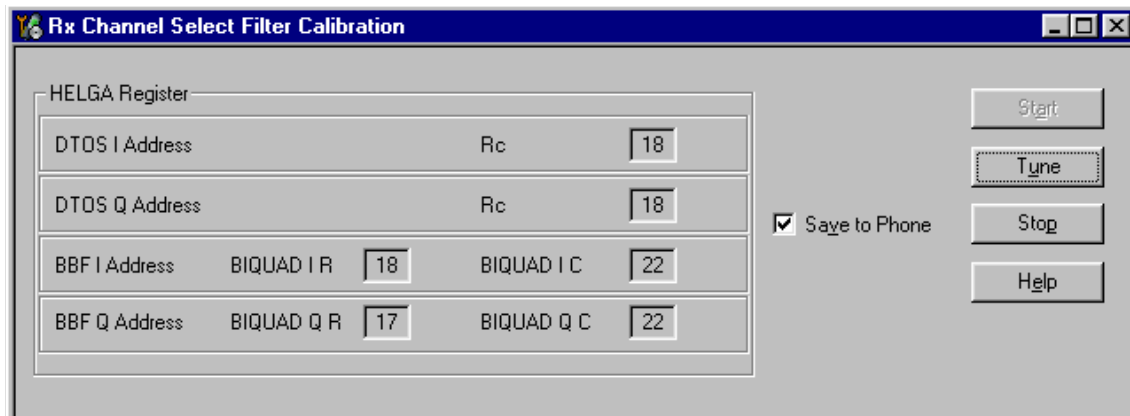 Rx Channel Select Filter Calibration
HELGA Register
DTOS I Address Rc 18
DTOS Q Address Rc 18
BBF I Address BIQUAD I R 18 BIQUAD I C 22
BBF Q Address BIQUAD Q R 17 BIQUAD Q C 22
Save to Phone
Start
Tune
Stop
Help